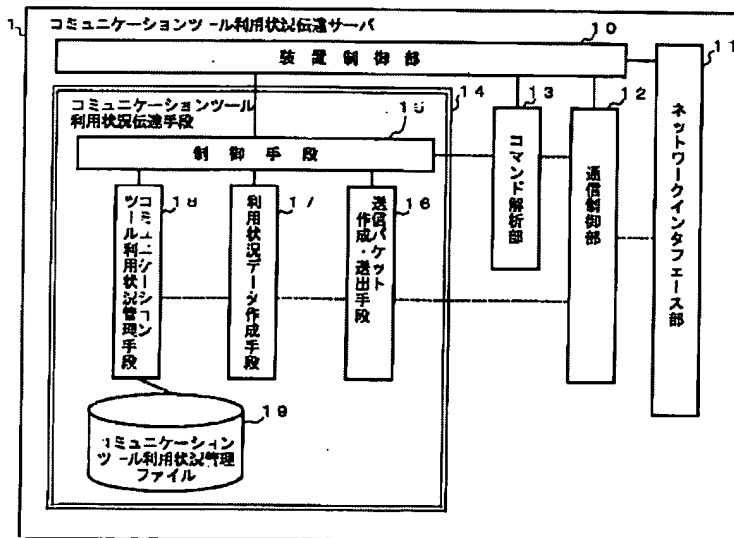 1
コミュニケーションツール利用状況伝達サーバ
10
装置制御部
11
ネットワークインタフェース部
12
通信制御部
13
コマンド解析部
14
コミュニケーションツール
利用状況伝達手段
15
制御手段
16
送信パケット
作成・送出手段
17
利用状況データ作成手段
18
コミュニケーション
ツール利用状況管理手段
19
コミュニケーション
ツール利用状況管理
ファイル